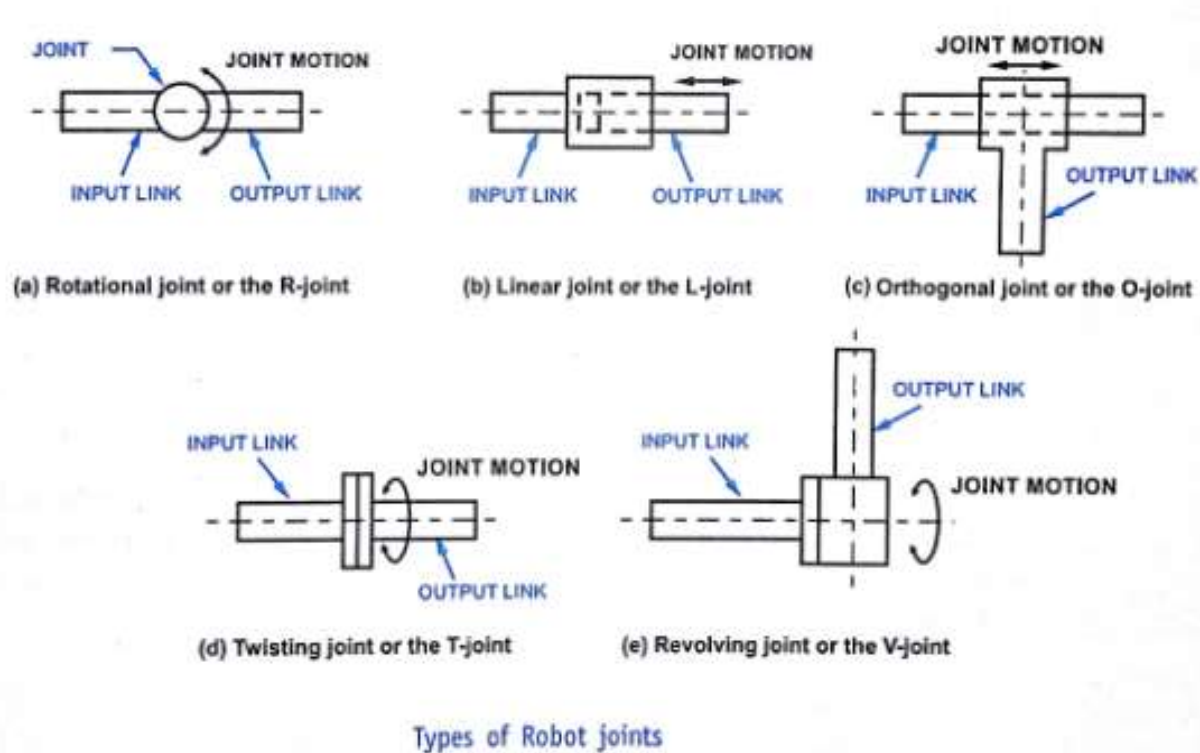 JOINT
JOINT MOTION
INPUT LINK
OUTPUT LINK
(a) Rotational joint or the R-joint
JOINT MOTION
INPUT LINK
OUTPUT LINK
(b) Linear joint or the L-joint
JOINT MOTION
INPUT LINK
OUTPUT LINK
(c) Orthogonal joint or the O-joint
INPUT LINK
JOINT MOTION
OUTPUT LINK
(d) Twisting joint or the T-joint
INPUT LINK
OUTPUT LINK
JOINT MOTION
(e) Revolving joint or the V-joint
Types of Robot joints